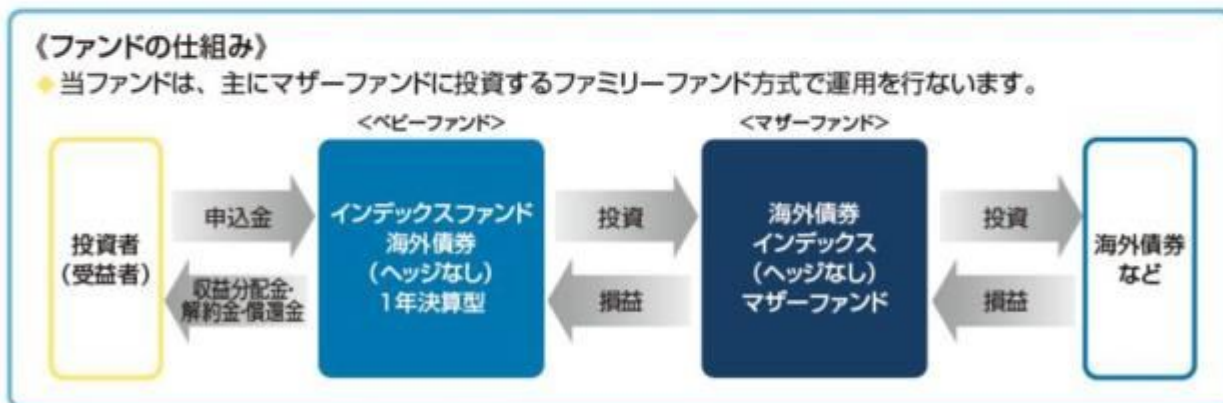 《ファンドの仕組み》
◆当ファンドは、主にマザーファンドに投資するファミリーファンド方式で運用を行ないます。
<ベビーファンド>
<マザーファンド>
投資者
(受益者)
申込金
収益分配金・
解約金・償還金
インデックスファンド
海外債券
(ヘッジなし)
1年決算型
投資
損益
海外債券
インデックス
(ヘッジなし)
マザーファンド
投資
損益
海外債券
など